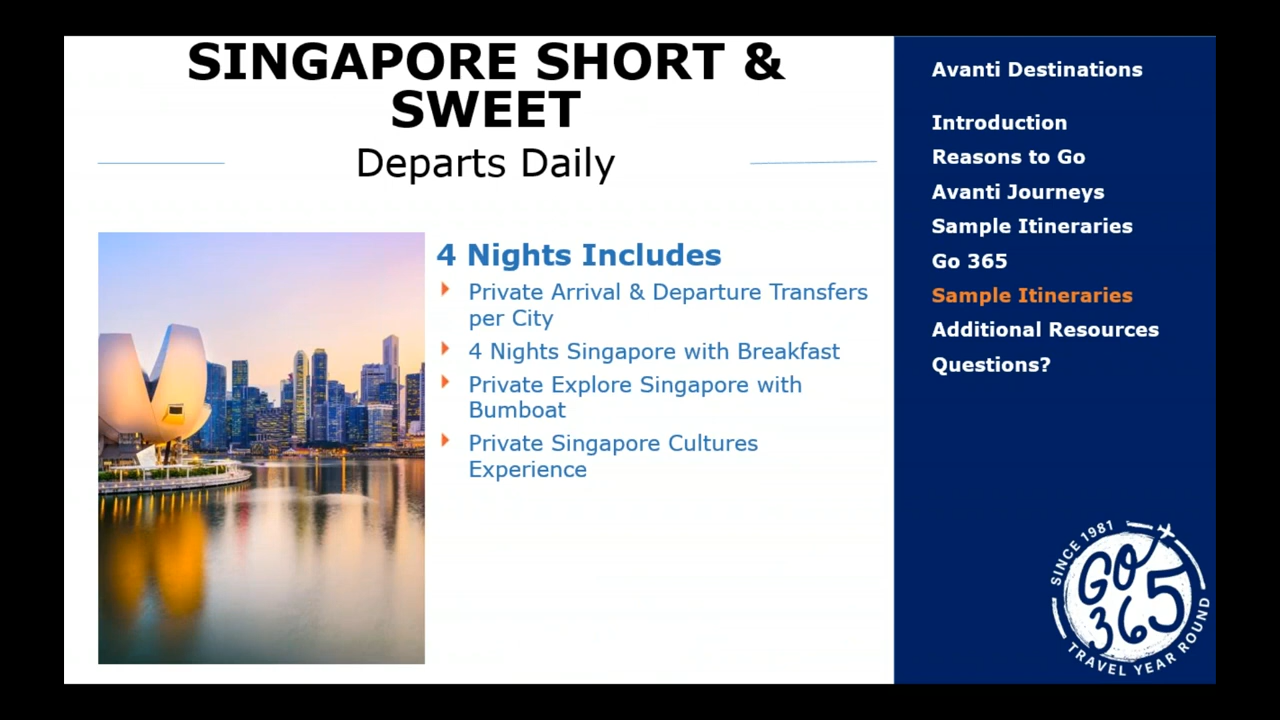 SINGAPORE SHORT &
SWEET
Departs Daily
4 Nights Includes
Private Arrival & Departure Transfers
per City
4 Nights Singapore with Breakfast
Private Explore Singapore with
Bumboat
Private Singapore Cultures
Experience
Avanti Destinations
Introduction
Reasons to Go
Avanti Journeys
Sample Itineraries
Go 365
Sample Itineraries
Additional Resources
Questions?
SINCE 1981
GO
365
TRAVEL YEAR ROUND